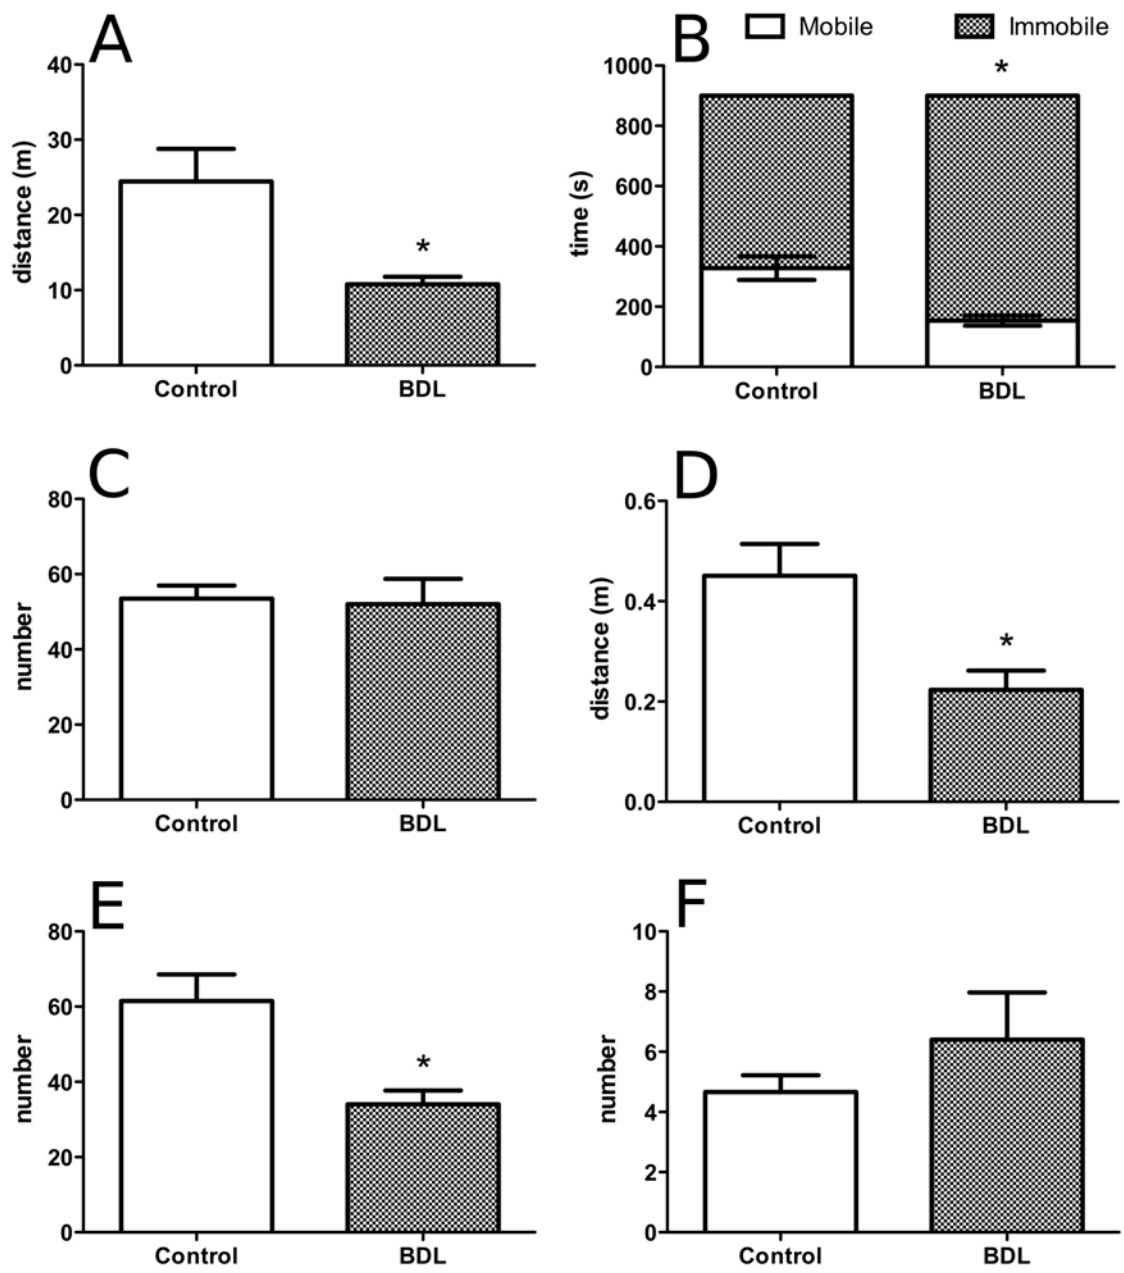 A
distance (m)
40
30
20
10
0
Control BDL
*
B
Mobile Immobile
time (s)
1000
800
600
400
200
0
Control BDL
*
C
number
80
60
40
20
0
Control BDL
D
distance (m)
0.6
0.4
0.2
0.0
Control BDL
*
E
number
80
60
40
20
0
Control BDL
*
F
number
10
8
6
4
2
0
Control BDL